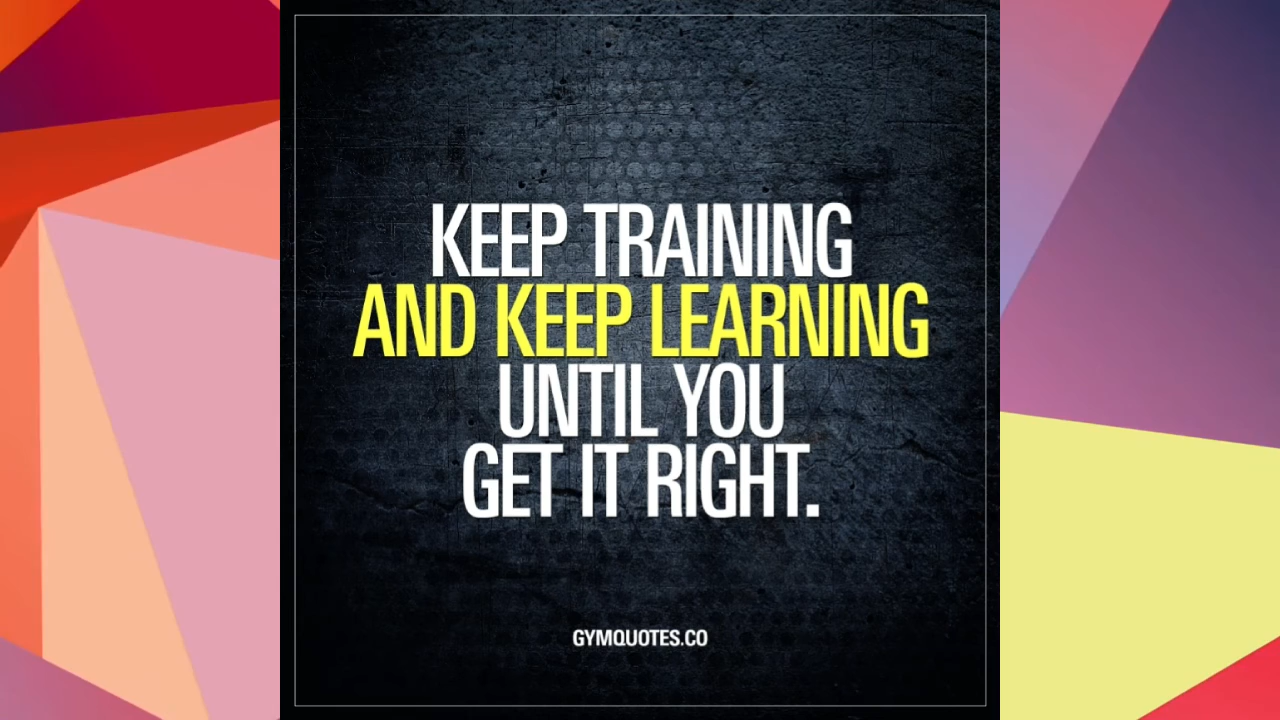 KEEP TRAINING
AND KEEP LEARNING
UNTIL YOU
GET IT RIGHT.
GYMQUOTES.CO